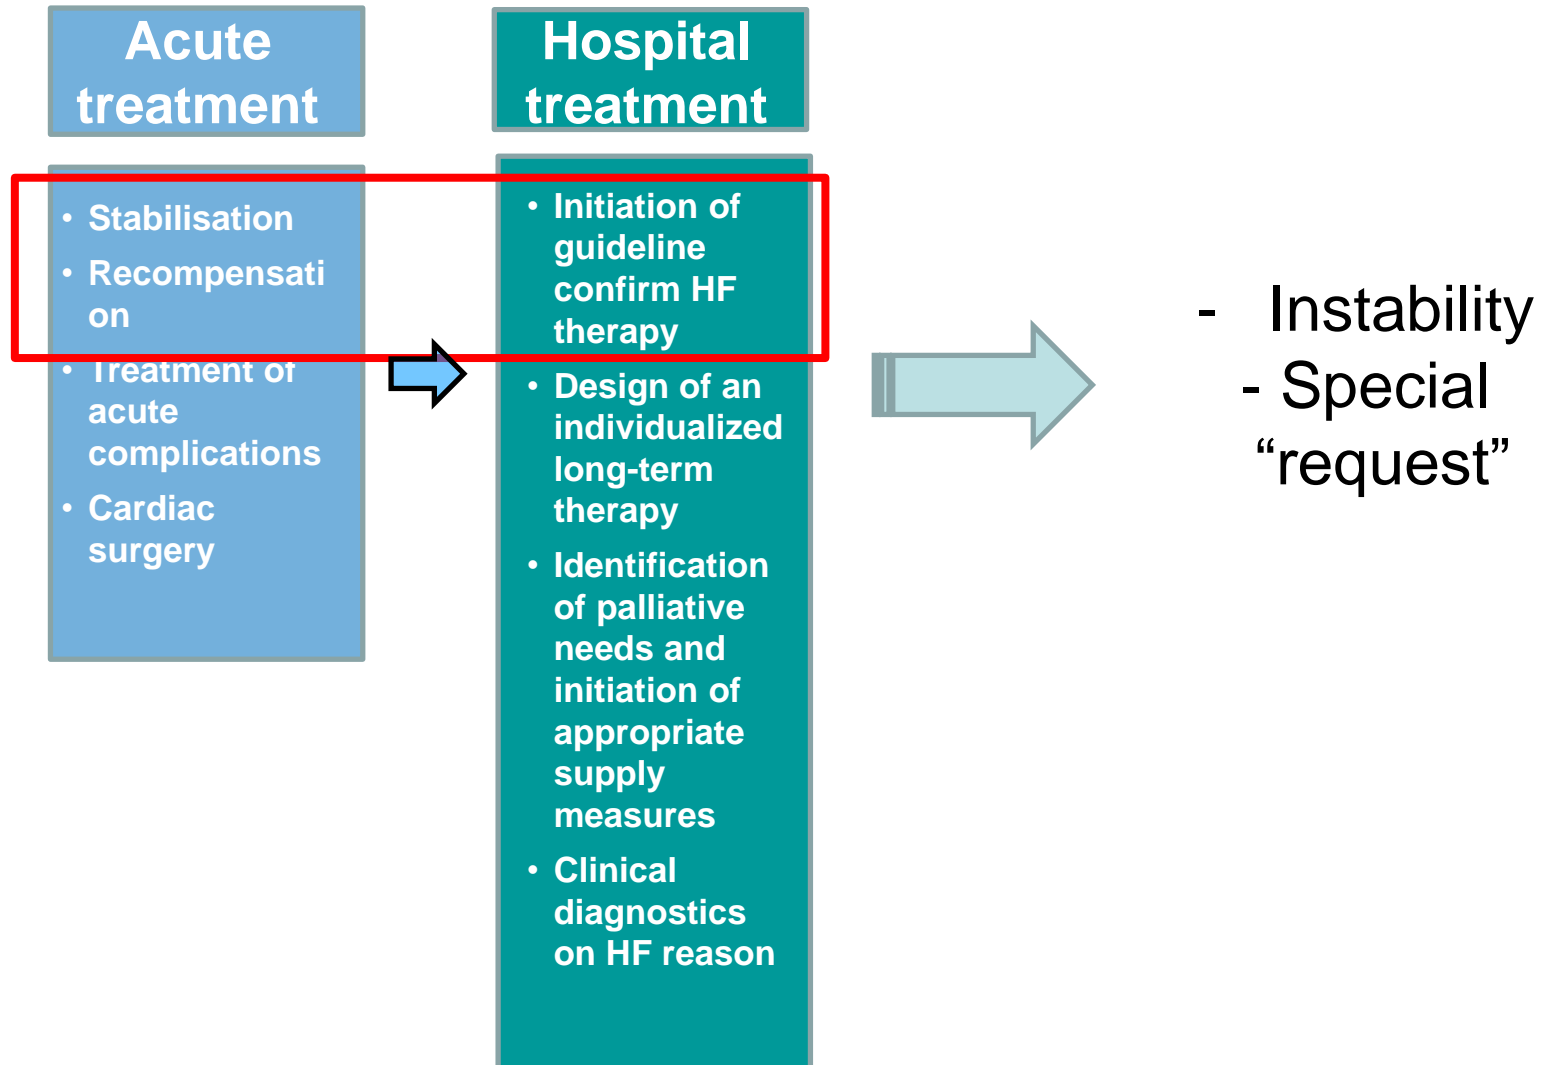 Acute
treatment
• Stabilisation
• Recompensati
on
• Treatment of
acute
complications
• Cardiac
surgery
Hospital
treatment
• Initiation of
guideline
confirm HF
therapy
• Design of an
individualized
long-term
therapy
• Identification
of palliative
needs and
initiation of
appropriate
supply
measures
• Clinical
diagnostics
on HF reason
- Instability
- Special
“request”